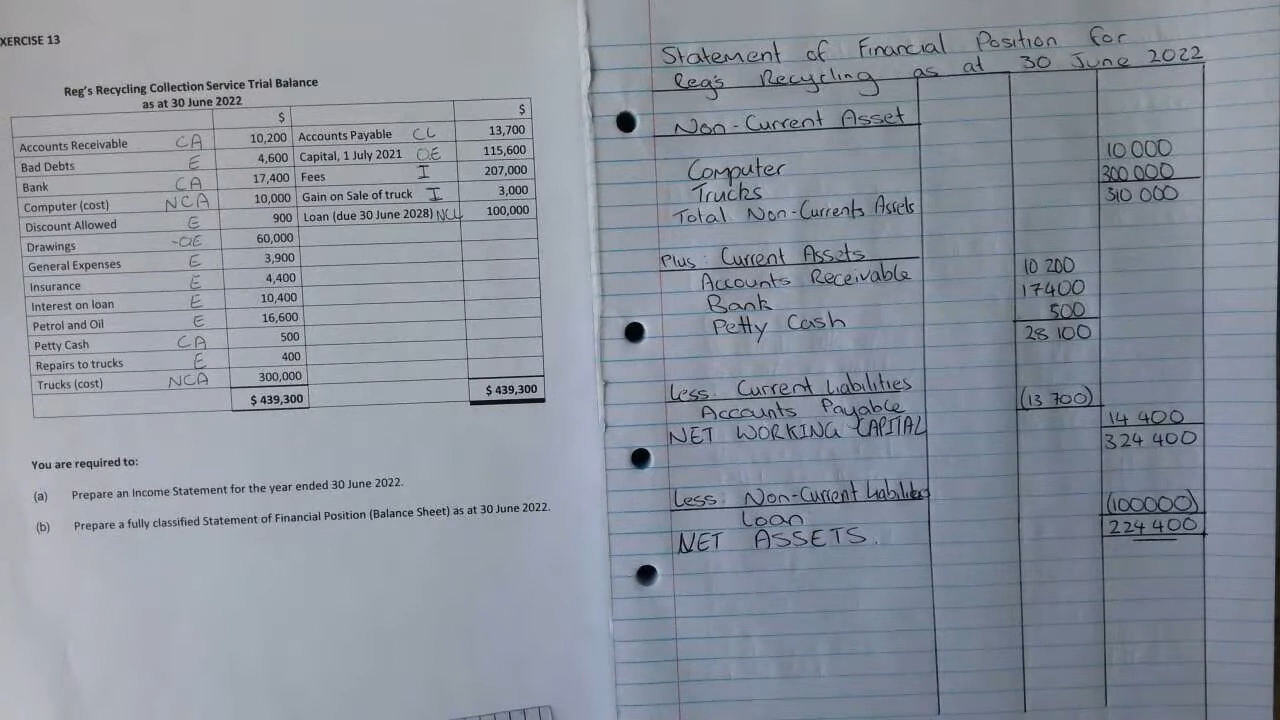 XERCISE 13
Reg's Recycling Collection Service Trial Balance
as at 30 June 2022
$ $
Accounts Receivable CA 10,200 Accounts Payable CL 13,700
Bad Debts E 4,600 Capital, 1 July 2021 OE 115,600
Bank CA 17,400 Fees I 207,000
Computer (cost) NCA 10,000 Gain on Sale of truck I 3,000
Discount Allowed E 900 Loan (due 30 June 2028) NCL 100,000
Drawings -OE 60,000
General Expenses E 3,900
Insurance E 4,400
Interest on loan E 10,400
Petrol and Oil E 16,600
Petty Cash CA 500
Repairs to trucks E 400
Trucks (cost) NCA 300,000
$ 439,300 $ 439,300
You are required to:
(a) Prepare an Income Statement for the year ended 30 June 2022.
(b) Prepare a fully classified Statement of Financial Position (Balance Sheet) as at 30 June 2022.
Statement of Financial Position for
Reg's Recycling as at 30 June 2022
Non-Current Asset
Computer 10 000
Trucks 300 000
Total Non-Currents Assets 310 000
Plus: Current Assets
Accounts Receivable 10 200
Bank 17400
Petty Cash 500
28 100
Less: Current Liabilities
Accounts Payable (13 700)
14 400
NET WORKING CAPITAL 324 400
Less: Non-Current Liabilities
Loan (100000)
NET ASSETS. 224 400